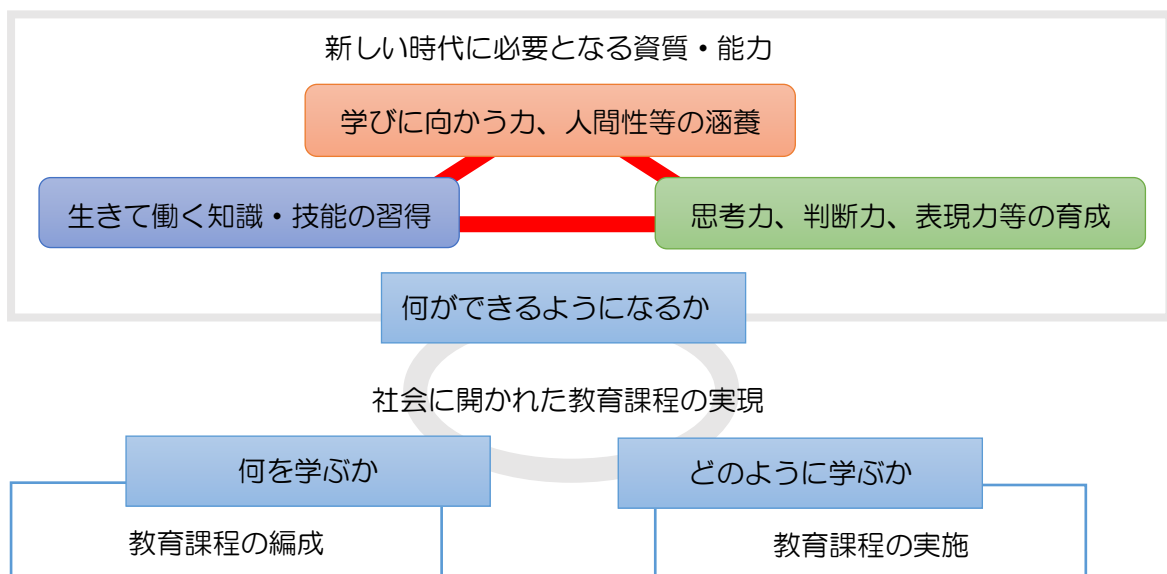 新しい時代に必要となる資質・能力
学びに向かう力、人間性等の涵養
生きて働く知識・技能の習得
思考力、判断力、表現力等の育成
何ができるようになるか
社会に開かれた教育課程の実現
何を学ぶか
どのように学ぶか
教育課程の編成
教育課程の実施